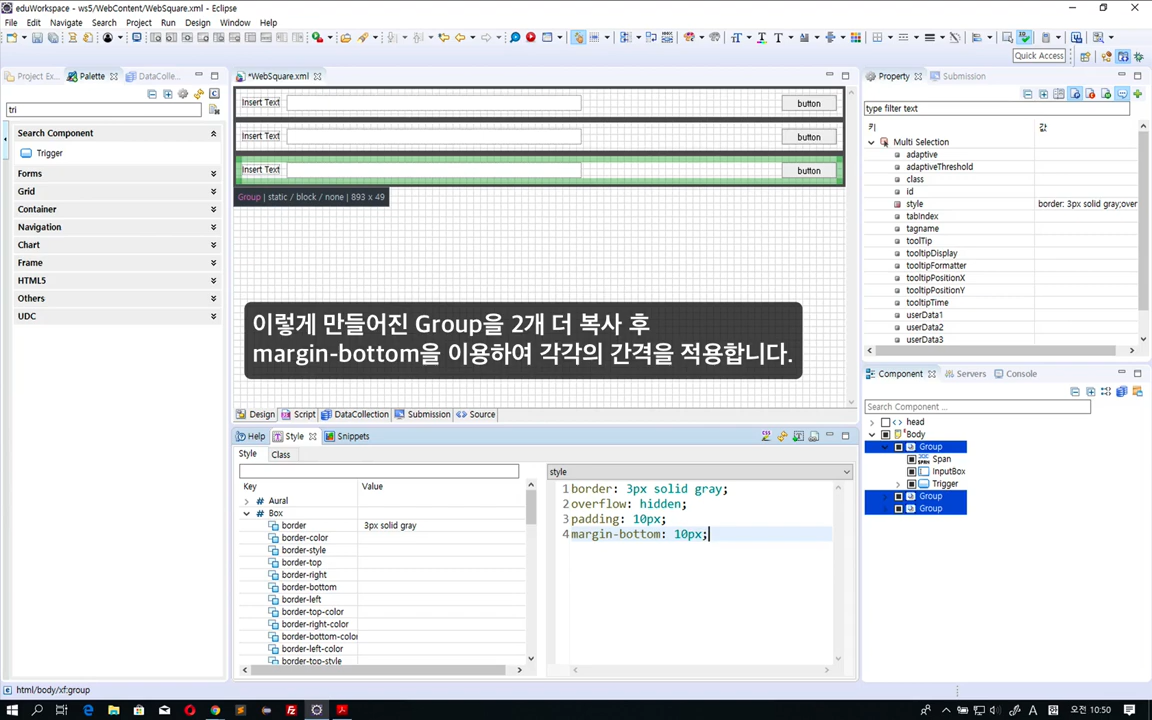 eduWorkspace - ws5/WebContent/WebSquare.xml - Eclipse
File Edit Navigate Search Project Run Design Window Help
Quick Access
Project Ex...
Palette
DataColle...
*WebSquare.xml
Property
Submission
tri
Search Component
Trigger
Forms
Grid
Container
Navigation
Chart
Frame
HTML5
Others
UDC
Insert Text button
Insert Text button
Insert Text button
Group | static / block / none | 893 x 49
이렇게 만들어진 Group을 2개 더 복사 후
margin-bottom을 이용하여 각각의 간격을 적용합니다.
Design Script DataCollection Submission Source
Help Style Snippets
Style Class
Key Value
Aural
Box
border 3px solid gray
border-color
border-style
border-top
border-right
border-bottom
border-left
border-top-color
border-right-color
border-bottom-colo
border-left-color
border-top-style
style
1 border: 3px solid gray;
2 overflow: hidden;
3 padding: 10px;
4 margin-bottom: 10px;
type filter text
키 값
Multi Selection
adaptive
adaptiveThreshold
class
id
style border: 3px solid gray;over
tabindex
tagname
toolTip
tooltipDisplay
tooltipFormatter
tooltipPositionX
tooltipPositionY
tooltipTime
userData1
userData2
userData3
Component Servers Console
Search Component ...
head
Body
Group
Span
InputBox
Trigger
Group
Group
html/body/xf:group
오전 10:50